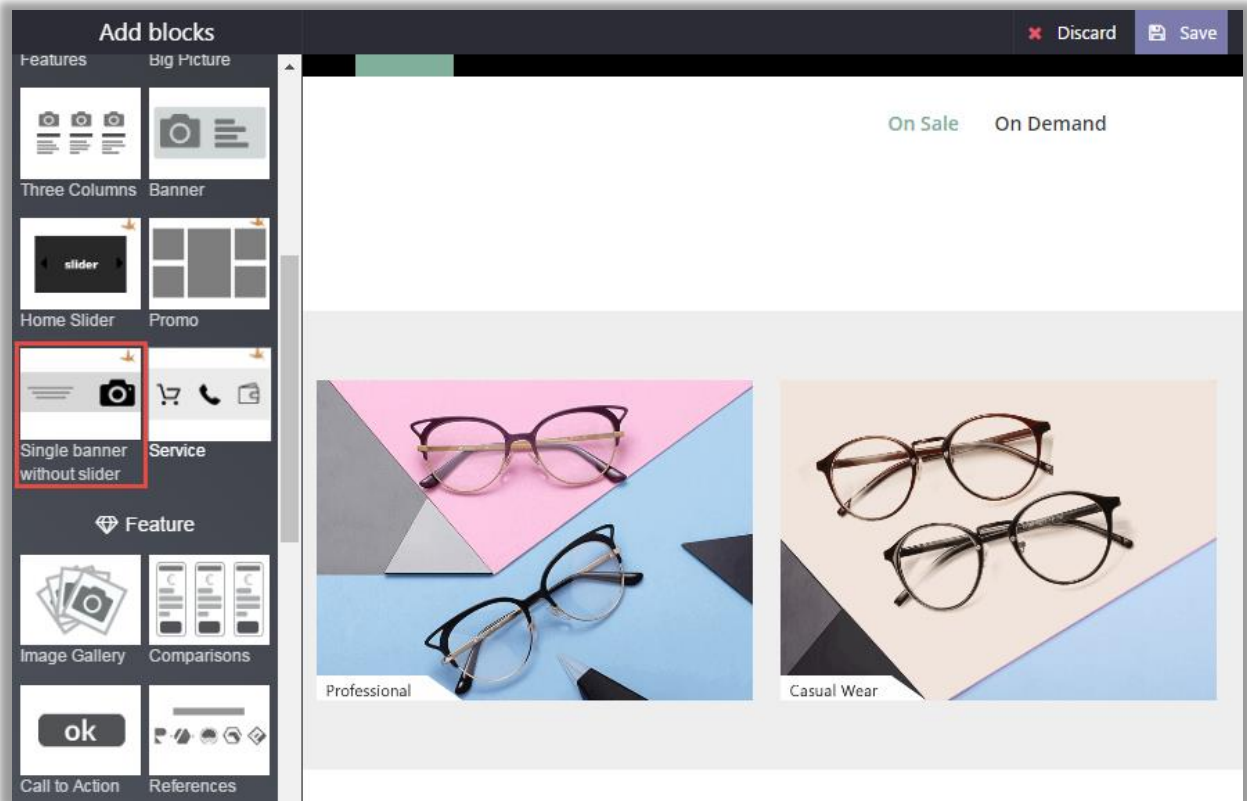 Add blocks
Discard
Save
Features
Big Picture
Three Columns
Banner
slider
Home Slider
Promo
Single banner
without slider
Service
Feature
C
C
C
Image Gallery
Comparisons
ok
Call to Action
References
On Sale
On Demand
Professional
Casual Wear